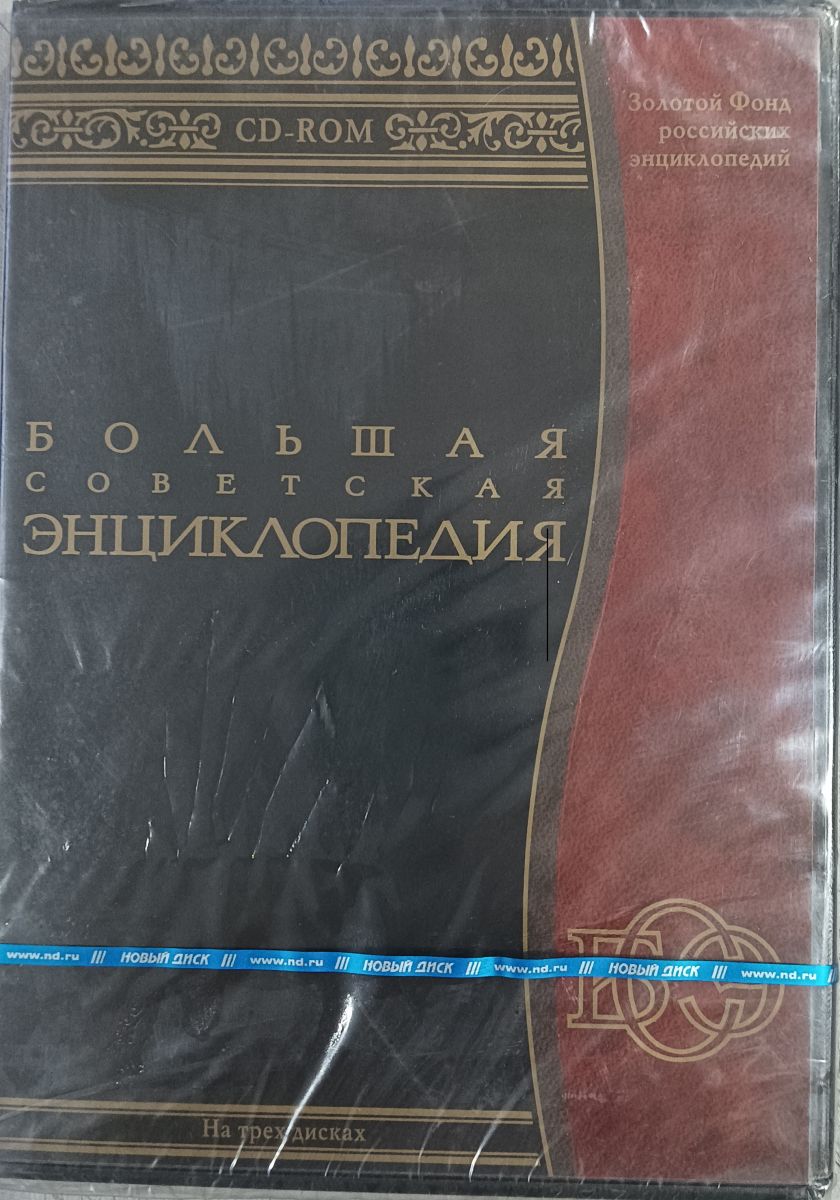 CD-ROM
Золотой Фонд
российских
энциклопедий
БОЛЬШАЯ
СОВЕТСКАЯ
ЭНЦИКЛОПЕДИЯ
БСЭ
www.nd.ru /// НОВЫЙ ДИСК /// www.nd.ru /// НОВЫЙ ДИСК /// www.nd.ru /// НОВЫЙ ДИСК /// www.nd.ru
На трех дисках